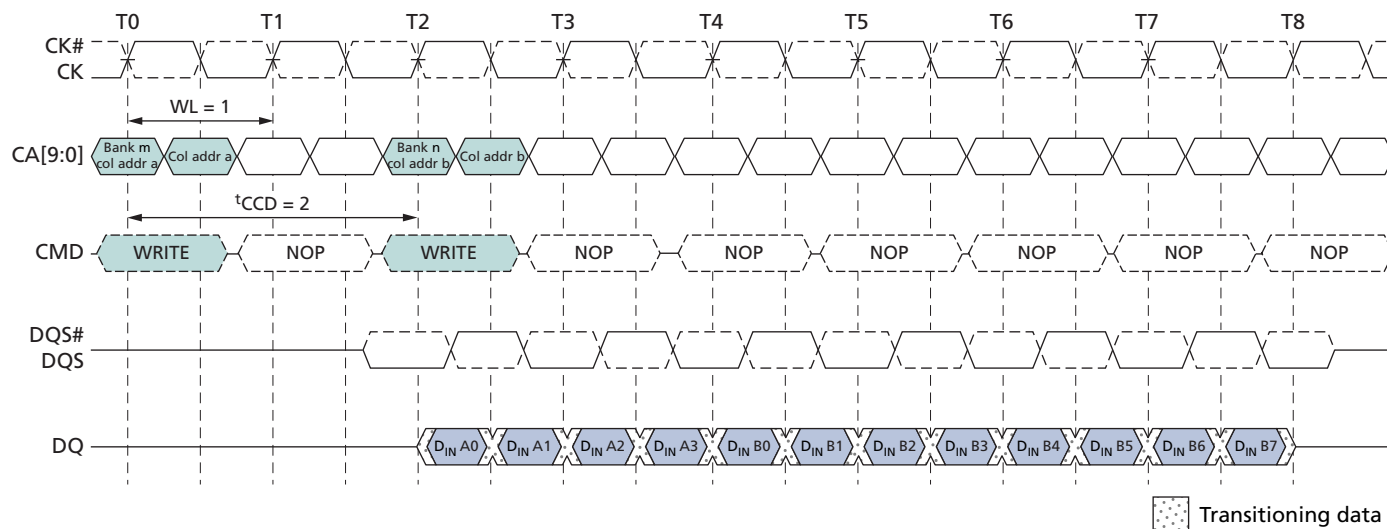 T0 T1 T2 T3 T4 T5 T6 T7 T8
CK#
CK
WL = 1
CA[9:0]
Bank m
col addr a
Col addr a
Bank n
col addr b
Col addr b
tCCD = 2
CMD WRITE NOP WRITE NOP NOP NOP NOP NOP NOP
DQS#
DQS
DQ DIN A0 DIN A1 DIN A2 DIN A3 DIN B0 DIN B1 DIN B2 DIN B3 DIN B4 DIN B5 DIN B6 DIN B7
Transitioning data